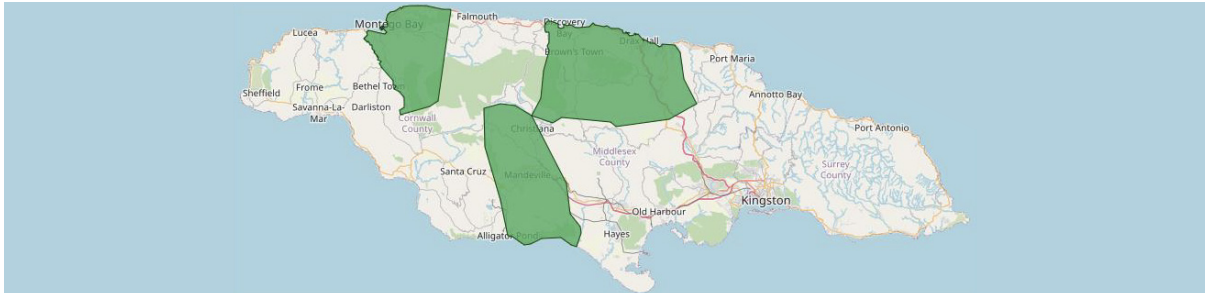 Montego Bay
Falmouth
Discovery
Bay
Lucea
Brown's Town
Drax Hall
Port Maria
Bethel Town
Sheffield
Frome
Annotto Bay
Savanna-La-
Mar
Darliston
Cornwall
County
Christiana
Port Antonio
Middlesex
County
Surrey
County
Santa Cruz
Mandeville
Kingston
Old Harbour
Alligator Pond
Hayes